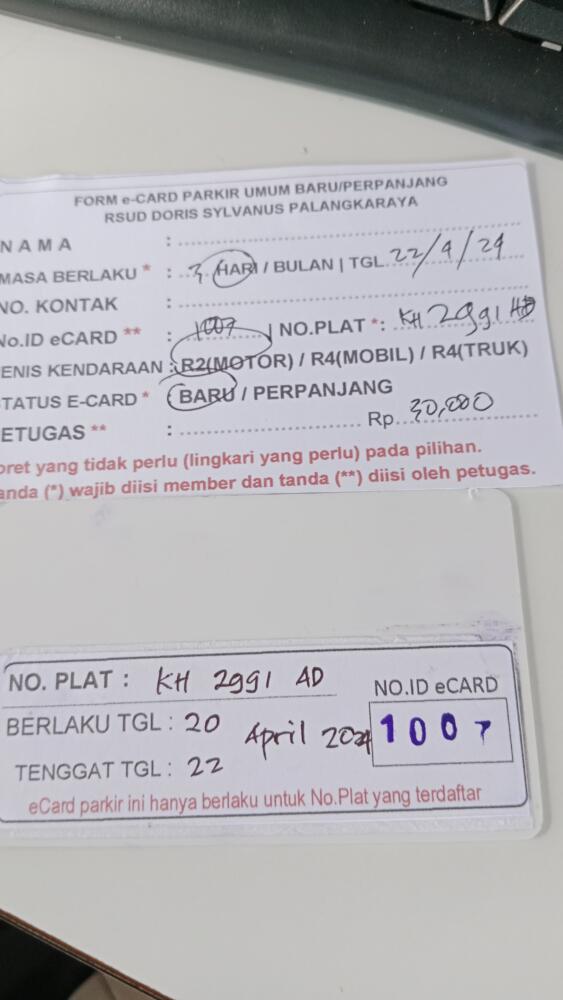 FORM e-CARD PARKIR UMUM BARU/PERPANJANG
RSUD DORIS SYLVANUS PALANGKARAYA
NAMA :
MASA BERLAKU * : 3 HARI / BULAN | TGL 22/4/24
NO. KONTAK :
No.ID eCARD ** : 1007 | NO.PLAT *: KH 2991
ENIS KENDARAAN : R2(MOTOR) / R4(MOBIL) / R4(TRUK)
TATUS E-CARD * BARU / PERPANJANG
ETUGAS ** : Rp. 30,000
oret yang tidak perlu (lingkari yang perlu) pada pilihan.
anda (*) wajib diisi member dan tanda (**) diisi oleh petugas.
NO. PLAT : KH 2991 AD
NO.ID eCARD
BERLAKU TGL : 20 April 2024
1007
TENGGAT TGL : 22
eCard parkir ini hanya berlaku untuk No.Plat yang terdaftar